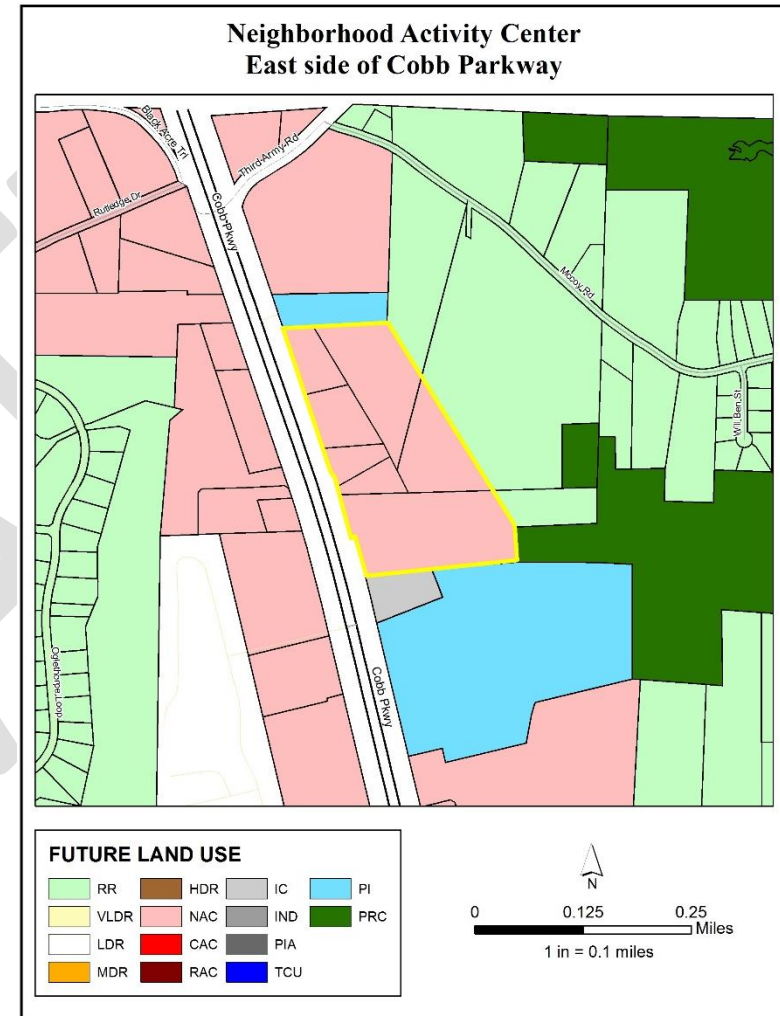 Neighborhood Activity Center
East side of Cobb Parkway
Black Acre Trl
Third Army Rd
Rutledge Dr
Cobb Pkwy
Mccoy Rd
Will Ben St
Oglethorpe Loop
Cobb Pkwy
FUTURE LAND USE
RR HDR IC PI
VLDR NAC IND PRC
LDR CAC PIA
MDR RAC TCU
N
0 0.125 0.25
Miles
1 in = 0.1 miles